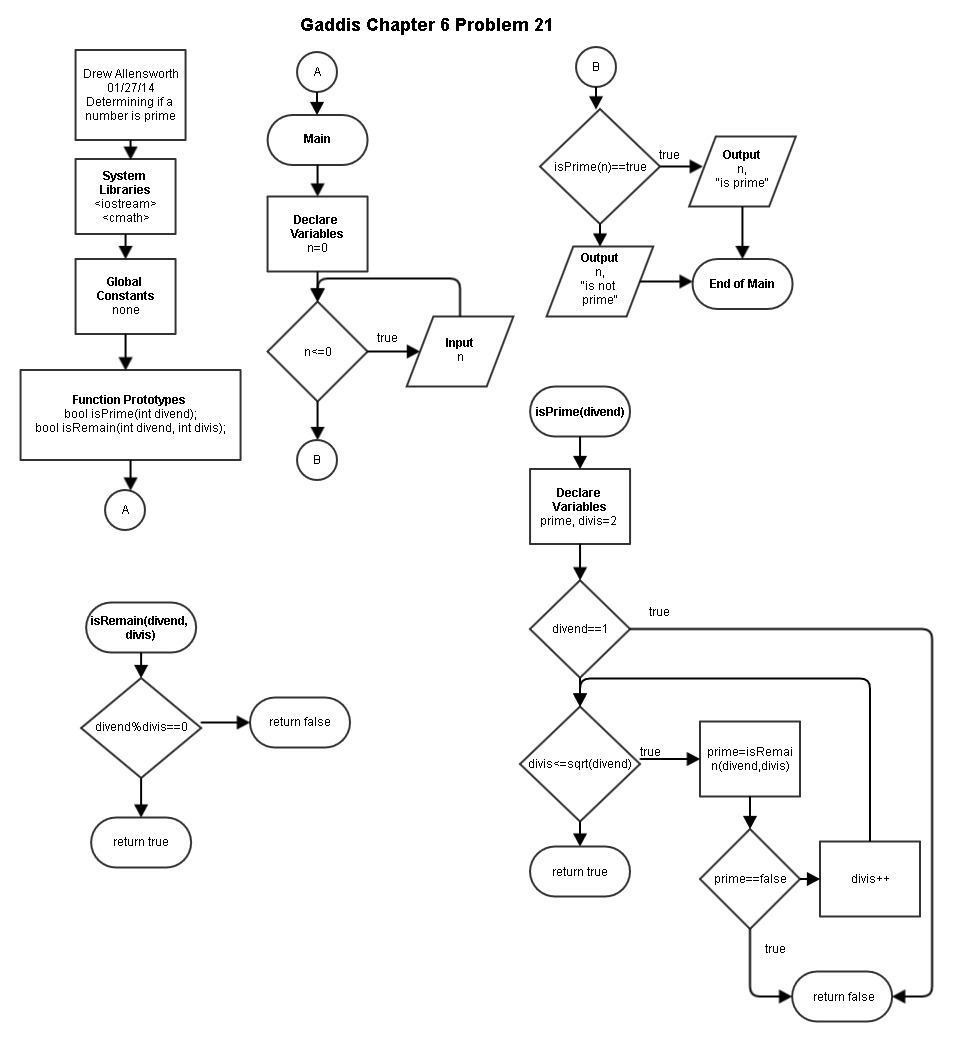 Gaddis Chapter 6 Problem 21
Drew Allensworth
01/27/14
Determining if a
number is prime
System
Libraries
<iostream>
<cmath>
Global
Constants
none
Function Prototypes
bool isPrime(int divend);
bool isRemain(int divend, int divis);
A
A
Main
Declare
Variables
n=0
n<=0
true
Input
n
B
B
isPrime(n)==true
true
Output
n,
"is prime"
Output
n,
"is not
prime"
End of Main
isPrime(divend)
Declare
Variables
prime, divis=2
divend==1
true
divis<=sqrt(divend)
true
prime=isRemai
n(divend,divis)
return true
prime==false
divis++
true
return false
isRemain(divend,
divis)
divend%divis==0
return false
return true